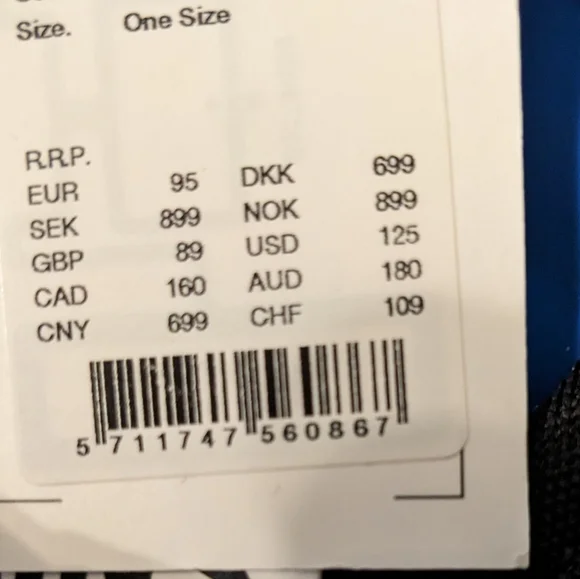 Size. One Size
R.R.P.
EUR 95 DKK 699
SEK 899 NOK 899
GBP 89 USD 125
CAD 160 AUD 180
CNY 699 CHF 109
5 711747 560867